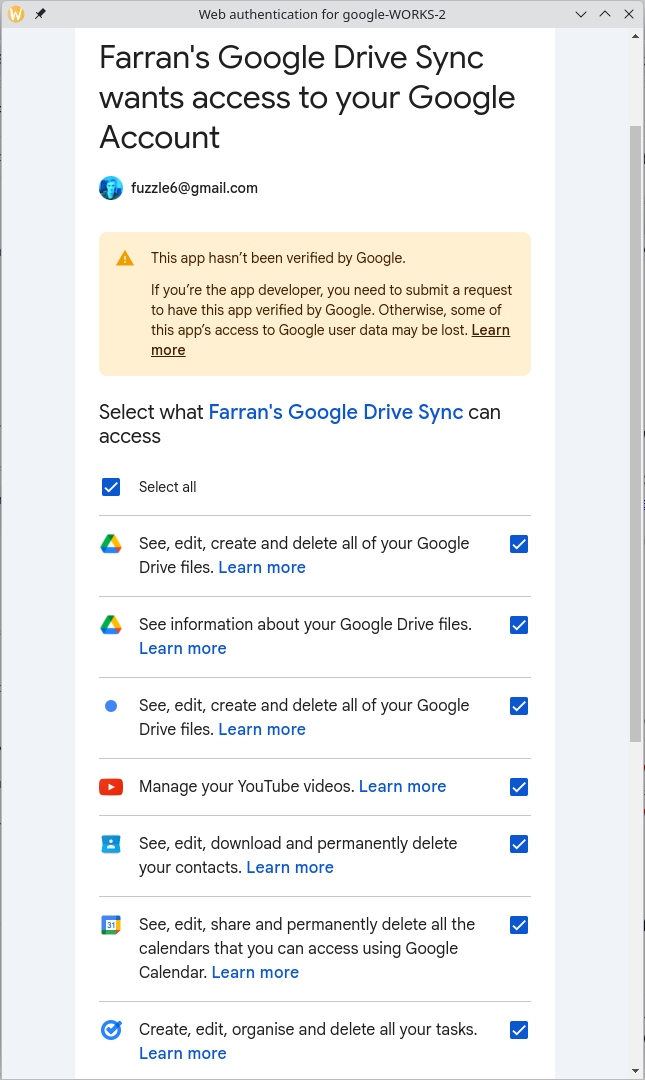 Web authentication for google-WORKS-2
Farran's Google Drive Sync
wants access to your Google
Account
fuzzle6@gmail.com
This app hasn't been verified by Google.
If you're the app developer, you need to submit a request
to have this app verified by Google. Otherwise, some of
this app's access to Google user data may be lost. Learn
more
Select what Farran's Google Drive Sync can
access
Select all
See, edit, create and delete all of your Google
Drive files. Learn more
See information about your Google Drive files.
Learn more
See, edit, create and delete all of your Google
Drive files. Learn more
Manage your YouTube videos. Learn more
See, edit, download and permanently delete
your contacts. Learn more
31
See, edit, share and permanently delete all the
calendars that you can access using Google
Calendar. Learn more
Create, edit, organise and delete all your tasks.
Learn more